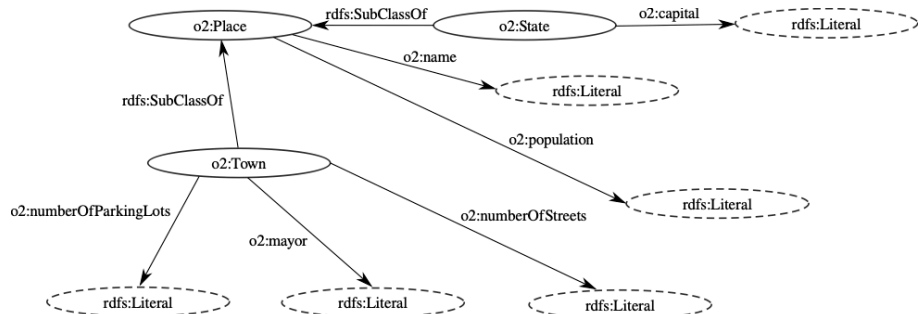 rdfs:SubClassOf
o2:capital
o2:Place
o2:State
rdfs:Literal
o2:name
rdfs:Literal
rdfs:SubClassOf
o2:population
o2:Town
rdfs:Literal
o2:numberOfParkingLots
o2:numberOfStreets
o2:mayor
rdfs:Literal
rdfs:Literal
rdfs:Literal